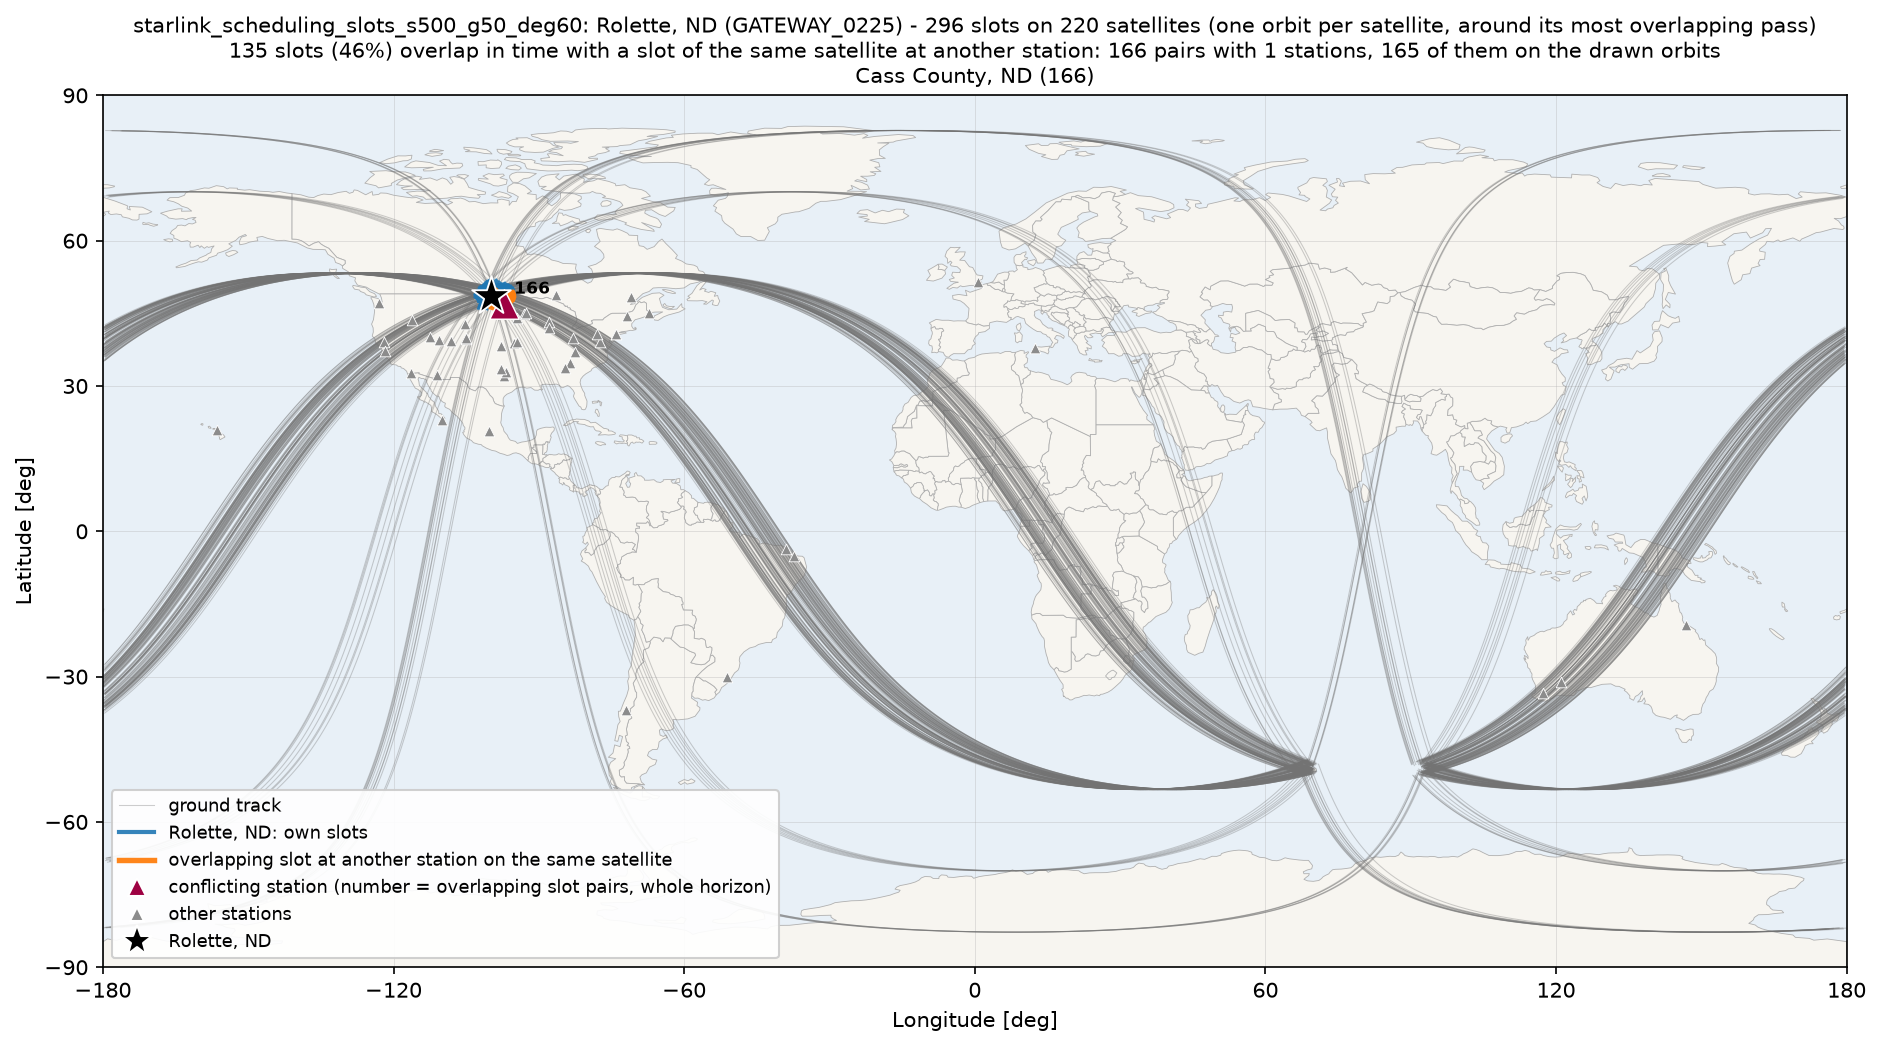 starlink_scheduling_slots_s500_g50_deg60: Rolette, ND (GATEWAY_0225) - 296 slots on 220 satellites (one orbit per satellite, around its most overlapping pass)
135 slots (46%) overlap in time with a slot of the same satellite at another station: 166 pairs with 1 stations, 165 of them on the drawn orbits
Cass County, ND (166)
90
60
30
0
−30
−60
−90
Latitude [deg]
166
ground track
Rolette, ND: own slots
overlapping slot at another station on the same satellite
conflicting station (number = overlapping slot pairs, whole horizon)
other stations
Rolette, ND
−180
−120
−60
0
60
120
180
Longitude [deg]